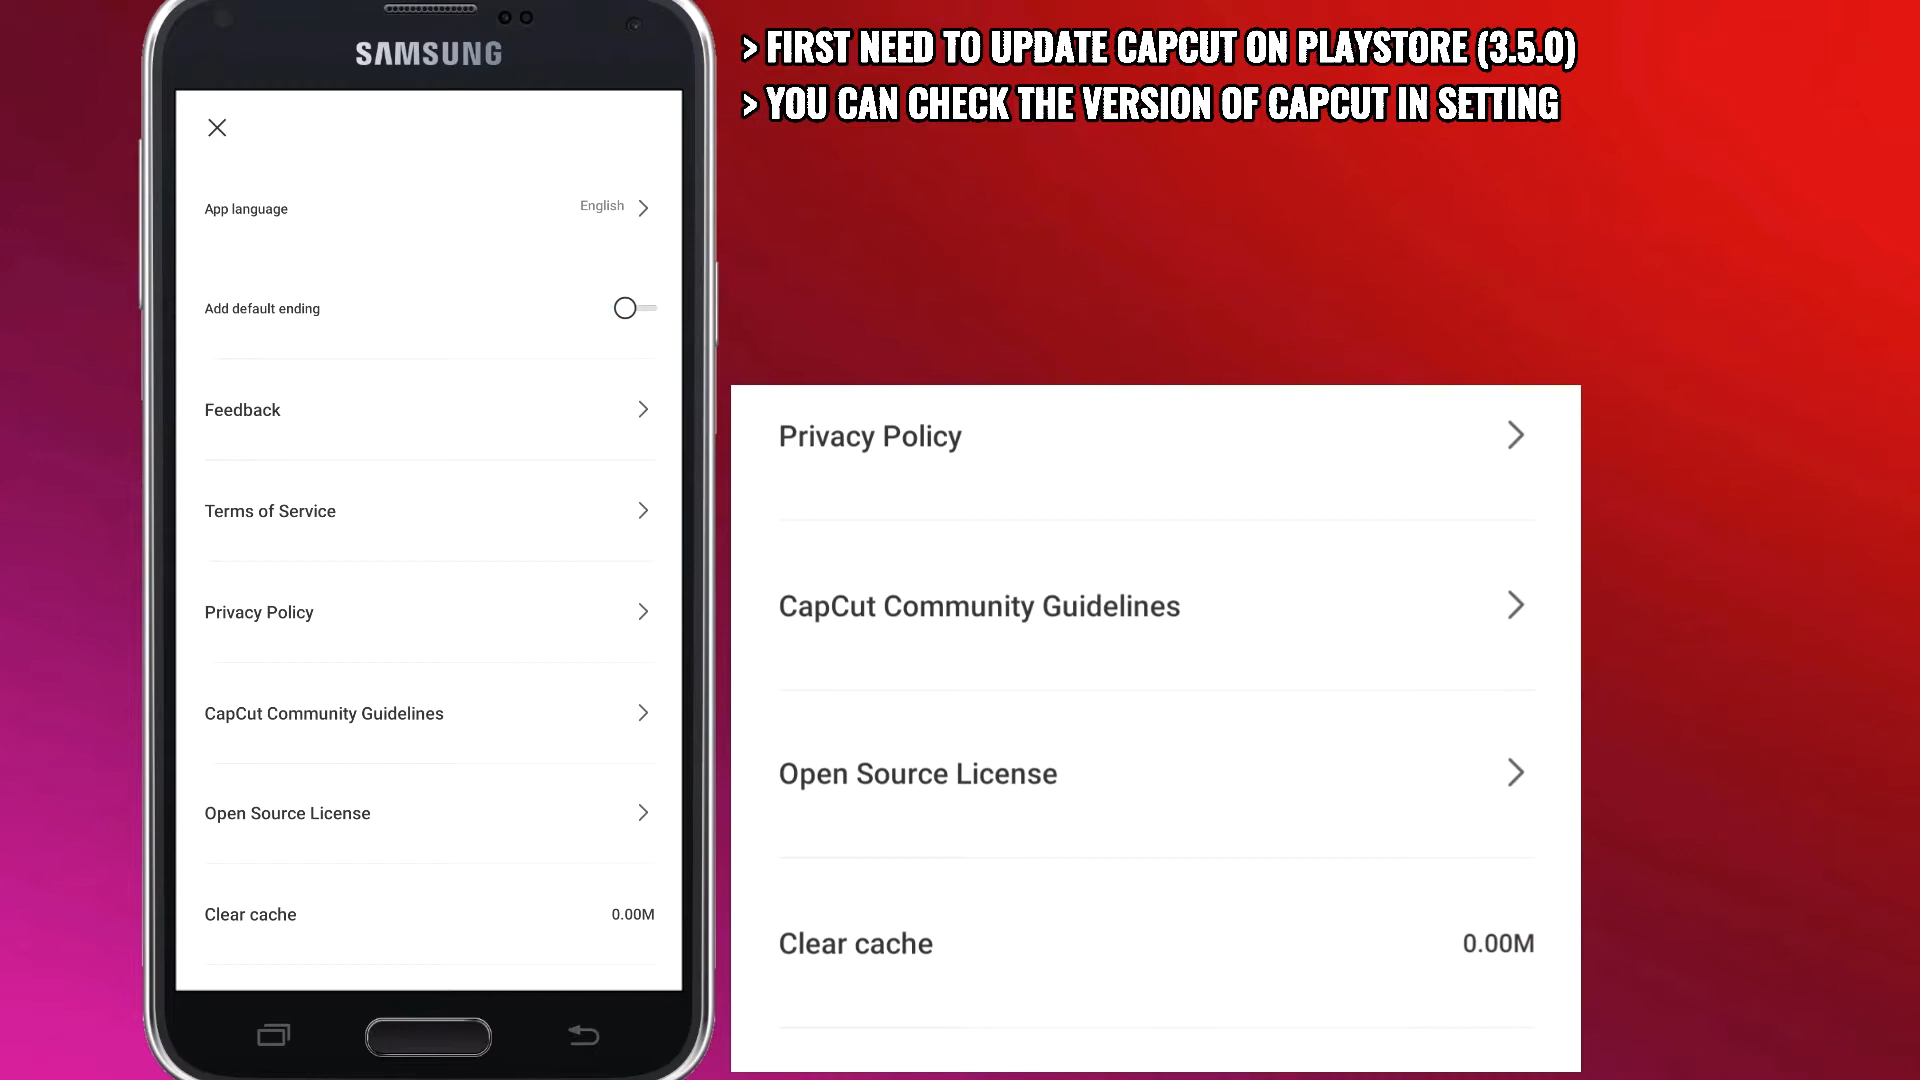 > FIRST NEED TO UPDATE CAPCUT ON PLAYSTORE (3.5.0)
> YOU CAN CHECK THE VERSION OF CAPCUT IN SETTING
SAMSUNG
App language English
Add default ending
Feedback
Terms of Service
Privacy Policy
CapCut Community Guidelines
Open Source License
Clear cache 0.00M
Privacy Policy
CapCut Community Guidelines
Open Source License
Clear cache 0.00M